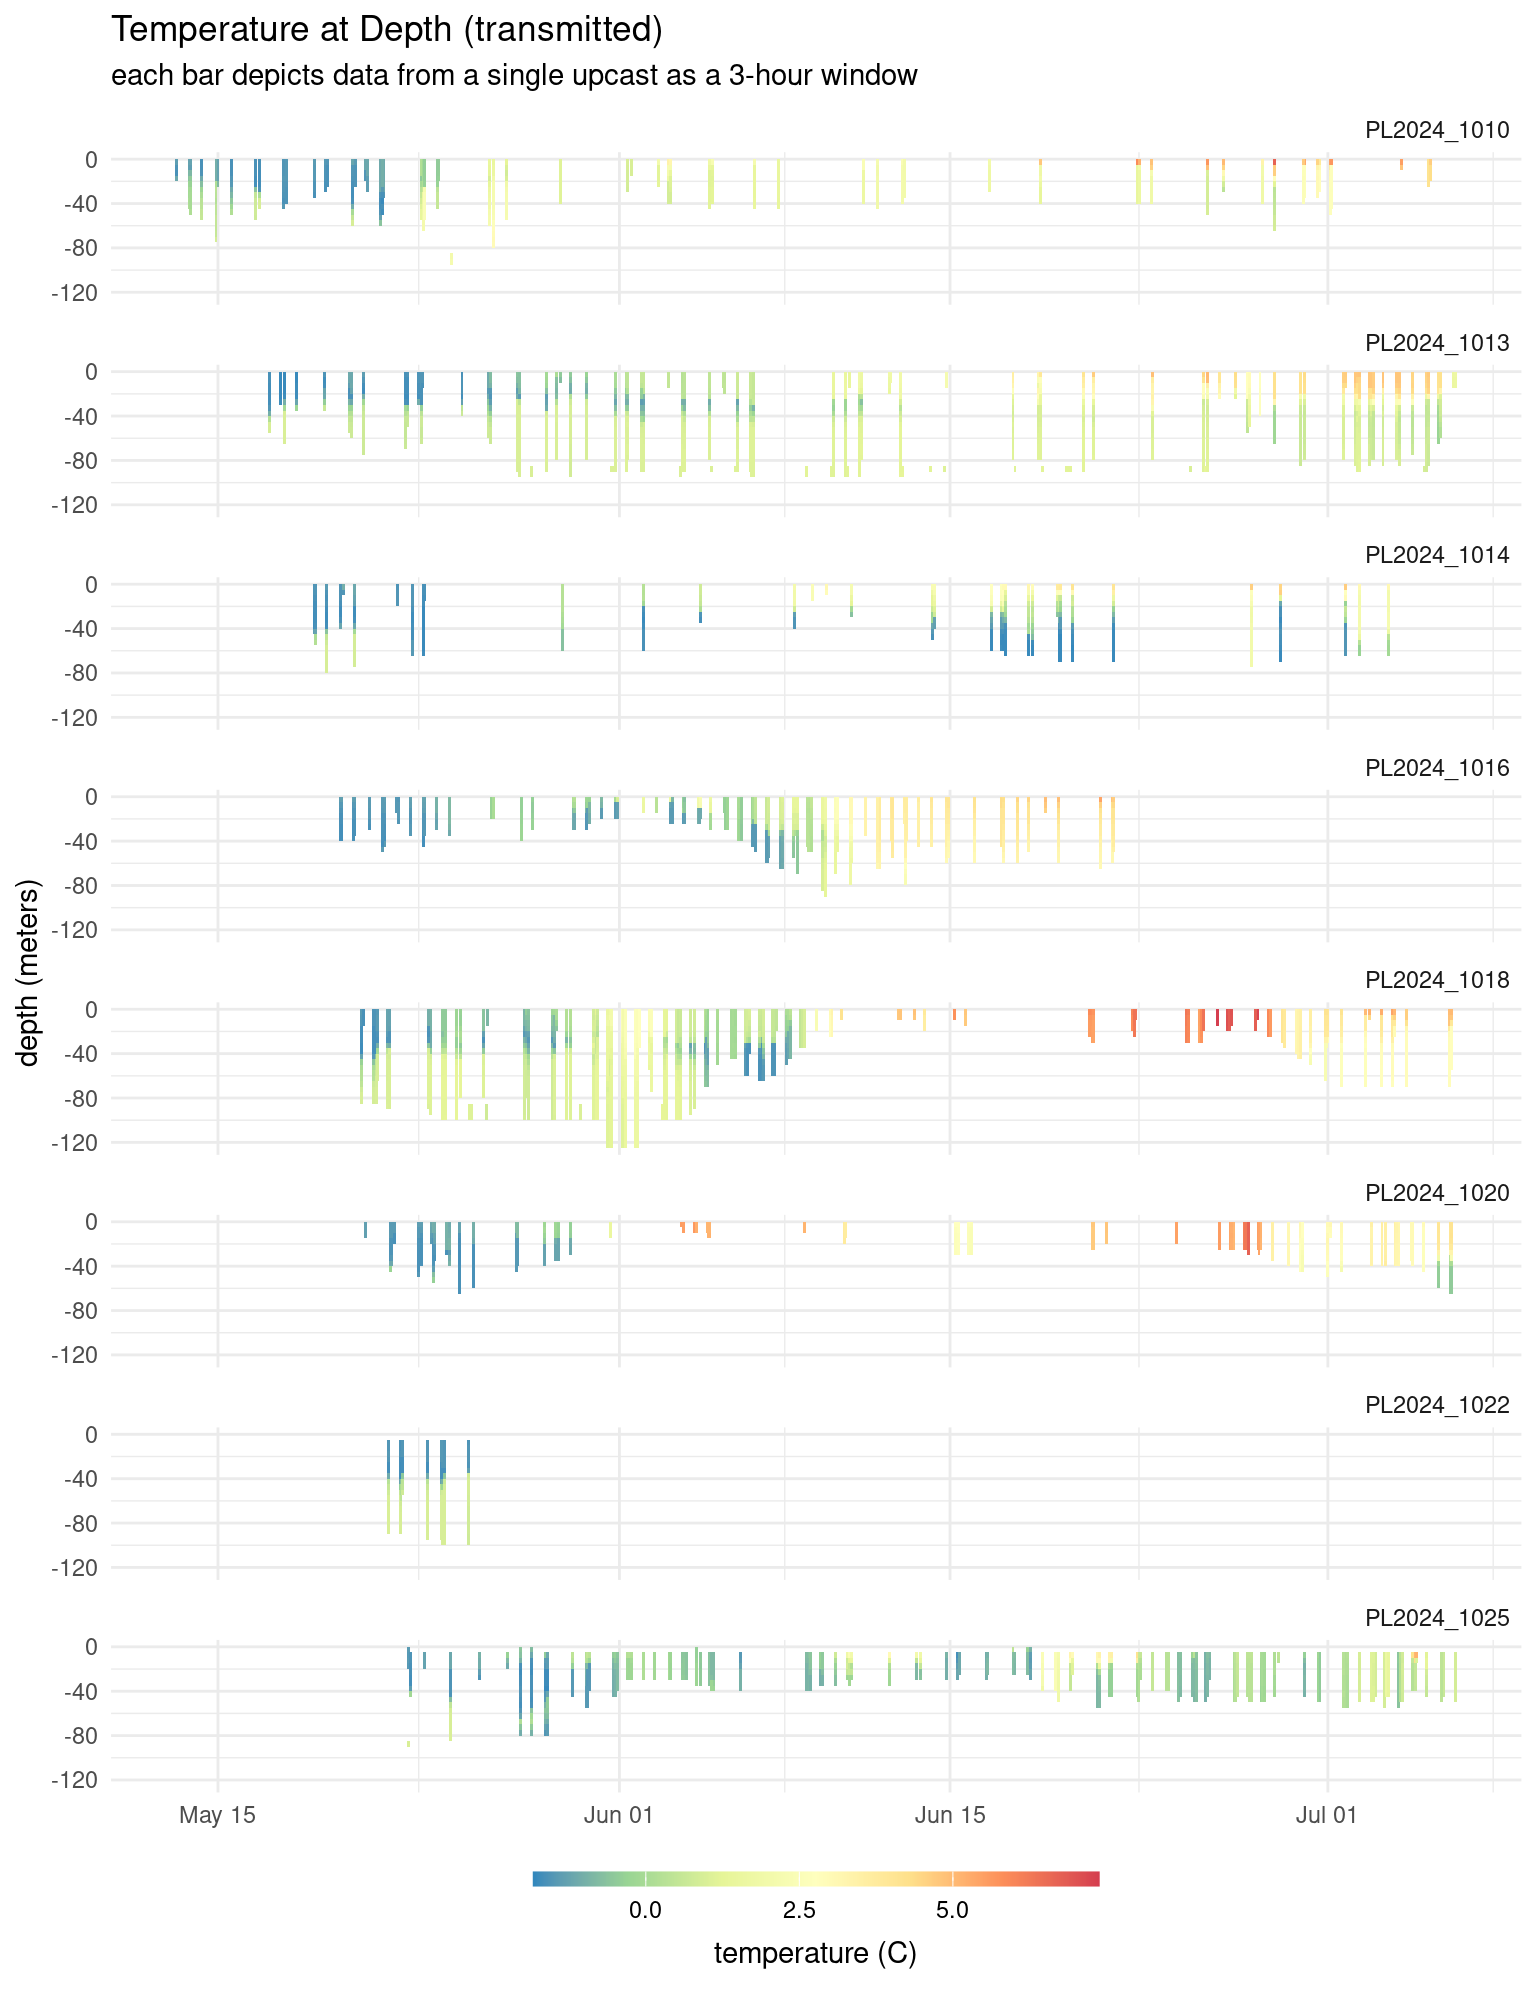 Temperature at Depth (transmitted)
each bar depicts data from a single upcast as a 3-hour window
PL2024_1010
0
-40
-80
-120
PL2024_1013
0
-40
-80
-120
PL2024_1014
0
-40
-80
-120
PL2024_1016
0
-40
-80
-120
depth (meters)
PL2024_1018
0
-40
-80
-120
PL2024_1020
0
-40
-80
-120
PL2024_1022
0
-40
-80
-120
PL2024_1025
0
-40
-80
-120
May 15 Jun 01 Jun 15 Jul 01
0.0 2.5 5.0
temperature (C)